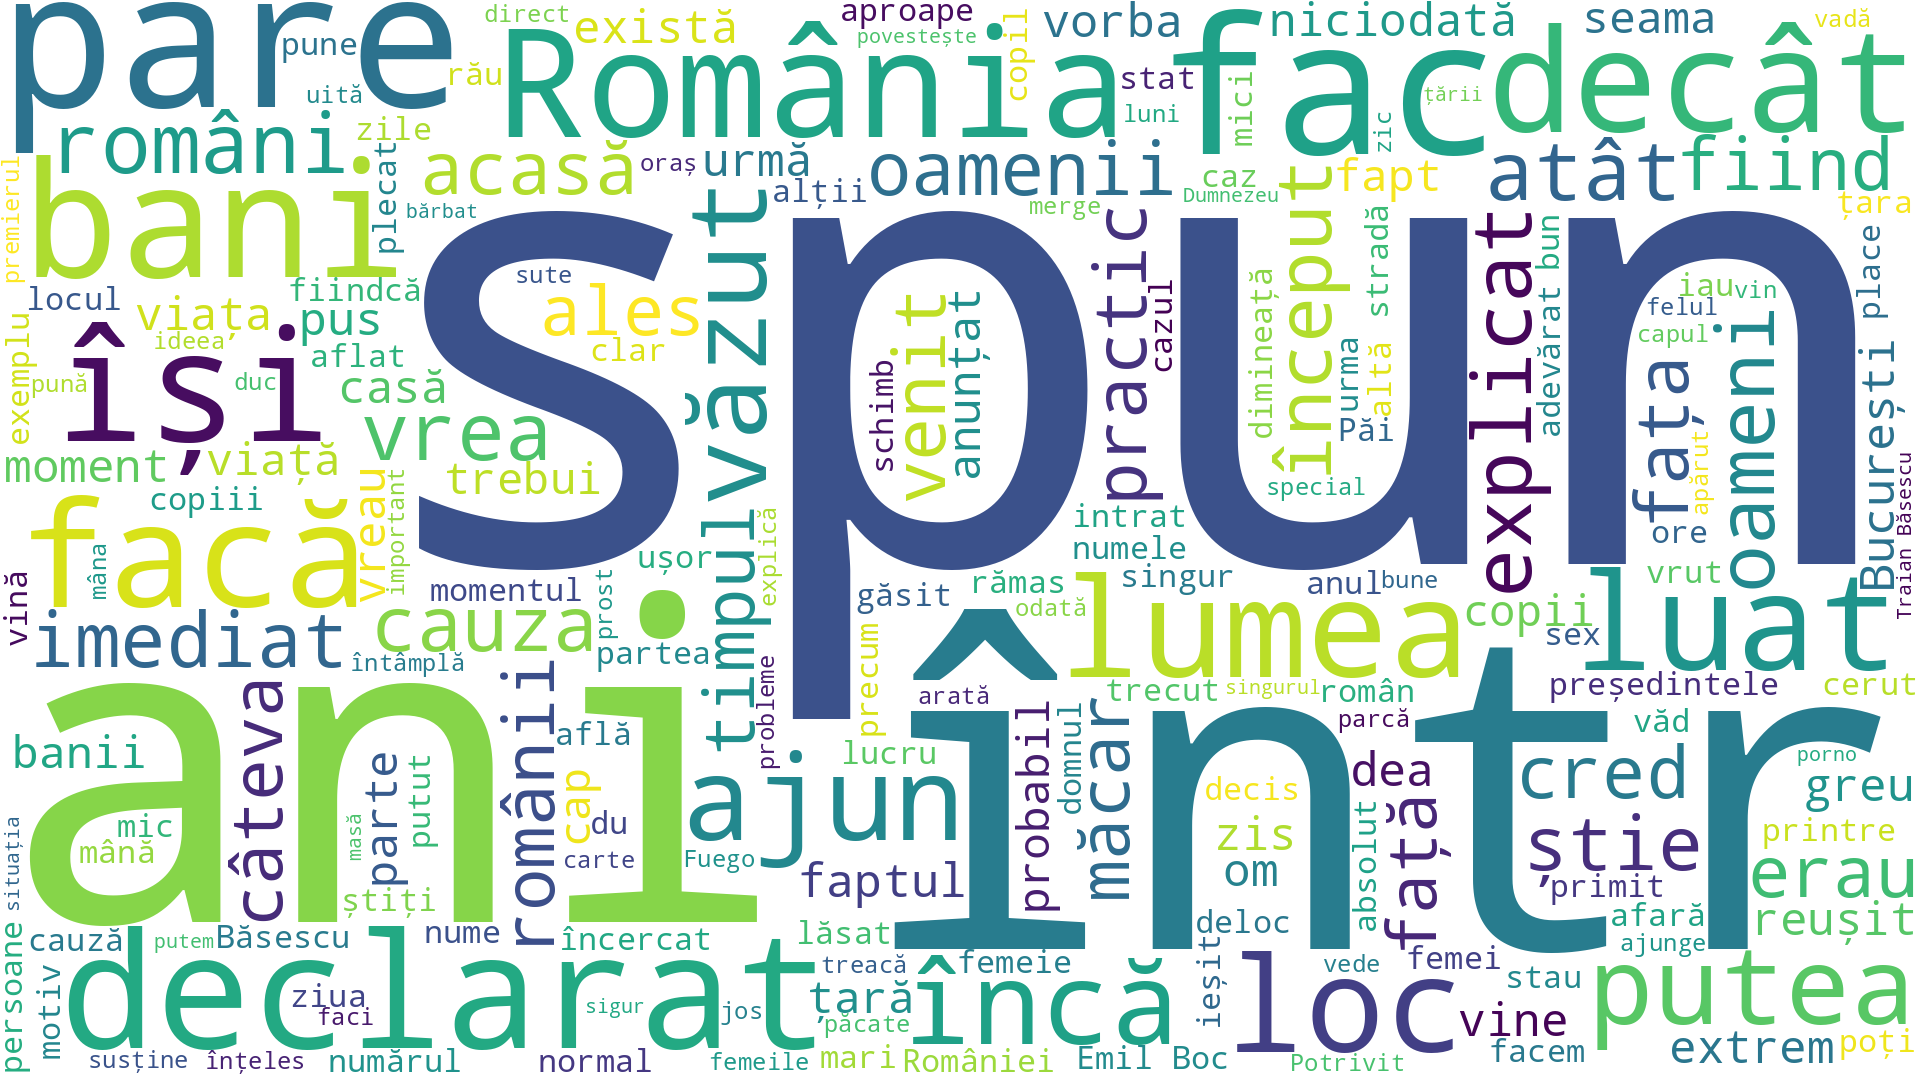 pare
direct
există
aproape
povestește
copil
vorba
niciodată
seama
vadă
pune
România
fac
decât
rău
stat
uită
luni
mici
țării
zic
români
zile
plecat
acasă
oraș
urmă
oamenii
caz
fapt
atât
fiind
premierul
bani
bărbat
alții
merge
Dumnezeu
țara
văzut
practic
început
stradă
explicat
bun
place
spun
sute
locul
viața
fiindcă
pus
ales
clar
venit
anunțat
cazul
dimineață
altă
Purma
Păi
adevărat
iau
vin
felul
capul
oameni
București
exemplu
ideea
își
aflat
pună
duc
casă
vrea
schimb
fața
apărut
Traian Băsescu
moment
viață
trebui
special
copiii
vreau
important
intrat
numele
ore
facă
mâna
explică
ușor
timpul
vină
momentul
prost
găsit
rămas
odată
singur
anul
bune
vrut
copii
luat
imediat
cauza
întâmplă
partea
probleme
precum
lumea
sex
ani
câteva
românii
arată
trecut
singurul
român
președintele
cerut
parcă
văd
intr
banii
află
lucru
probabil
domnul
măcar
dea
cred
porno
greu
parte
putut
cap
ajun
decis
situația
mic
mână
masă
du
carte
Fuego
zis
om
absolut
față
știe
printre
erau
faptul
primit
știți
persoane
cauză
putem
Băsescu
nume
încercat
lăsat
deloc
afară
reușit
ajunge
motiv
declarat
treacă
femeie
ieșit
vede
femei
stau
putea
ziua
faci
sigur
jos
țară
păcate
încă
loc
vine
susține
înțeles
numărul
normal
femeile
mari
României
Emil Boc
Potrivit
facem
extrem
poți